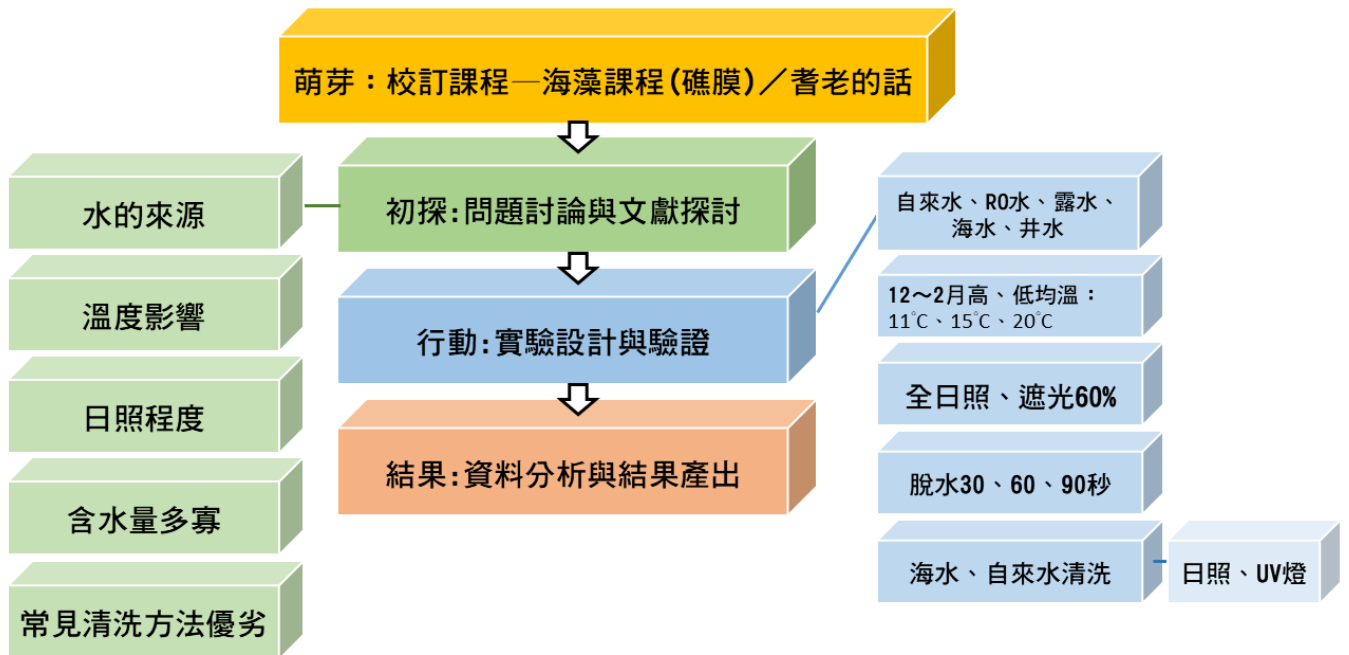 萌芽：校訂課程—海藻課程(礁膜)／耆老的話
初探:問題討論與文獻探討
行動:實驗設計與驗證
結果:資料分析與結果產出
水的來源
溫度影響
日照程度
含水量多寡
常見清洗方法優劣
自來水、RO水、露水、
海水、井水
12～2月高、低均溫：
11℃、15℃、20℃
全日照、遮光60%
脫水30、60、90秒
海水、自來水清洗
日照、UV燈